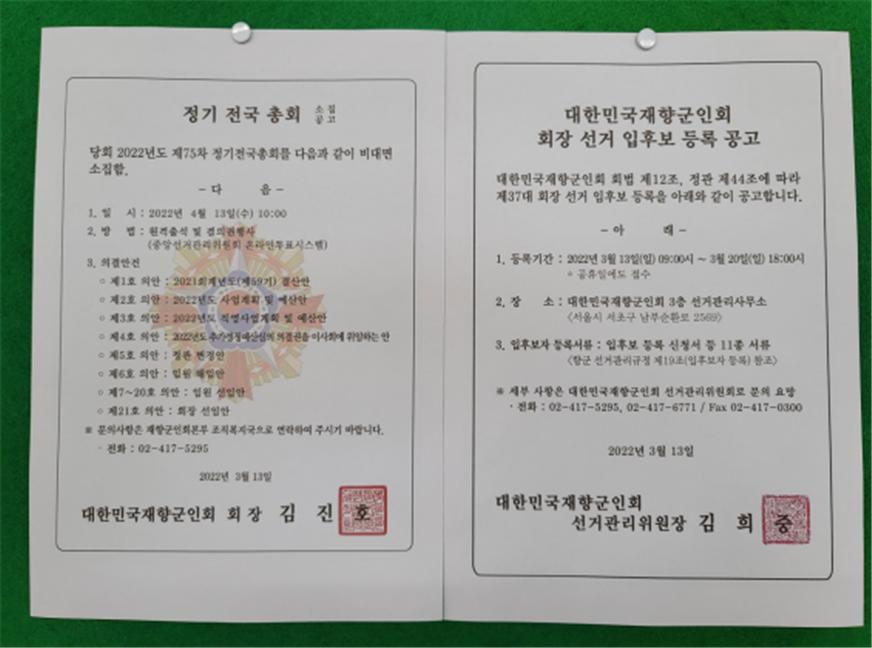 정기 전국 총회 소집 공고
당회 2022년도 제75차 정기전국총회를 다음과 같이 비대면
소집함.
- 다 음 -
1. 일 시 : 2022년 4월 13일(수) 10:00
2. 방 법 : 원격출석 및 결의권행사
(중앙선거관리위원회 온라인투표시스템)
3. 의결안전
○ 제1호 의안 : 2021회계년도(제59기) 결산안
○ 제2호 의안 : 2022년도 사업계획 및 예산안
○ 제3호 의안 : 2022년도 직영사업계획 및 예산안
○ 제4호 의안 : 2022년도 추가경정예산심의 의결권을 이사회에 위임하는 안
○ 제5호 의안 : 정관 변경안
○ 제6호 의안 : 임원 해임안
○ 제7~20호 의안 : 임원 선임안
○ 제21호 의안 : 회장 선임안
※ 문의사항은 재향군인회본부 조직복지국으로 연락하여 주시기 바랍니다.
- 전화 : 02-417-5295
2022년 3월 13일
대한민국재향군인회 회장 김 진 호
대한민국재향군인회
회장 선거 입후보 등록 공고
대한민국재향군인회 회법 제12조, 정관 제44조에 따라
제37대 회장 선거 입후보 등록을 아래와 같이 공고합니다.
- 아 래 -
1. 등록기간 : 2022년 3월 13일(일) 09:00시 ~ 3월 20일(일) 18:00시
* 공휴일에도 접수
2. 장 소 : 대한민국재향군인회 3층 선거관리사무소
<서울시 서초구 남부순환로 2569>
3. 입후보자 등록서류 : 입후보 등록 신청서 등 11종 서류
<향군 선거관리규정 제19조(입후보자 등록) 참조>
※ 세부 사항은 대한민국재향군인회 선거관리위원회로 문의 요망
· 전화 : 02-417-5295, 02-417-6771 / Fax 02-417-0300
2022년 3월 13일
대한민국재향군인회
선거관리위원장 김 희 중